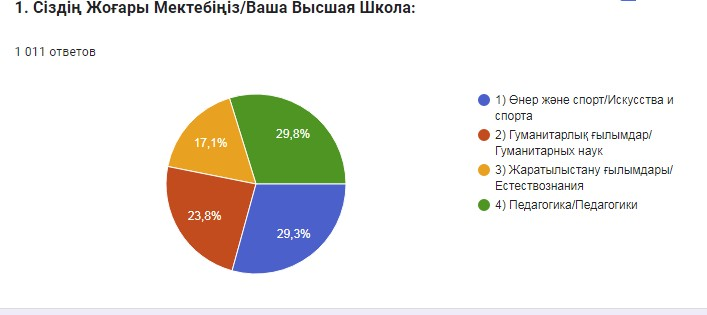 1. Сіздің Жоғары Мектебіңіз/Ваша Высшая Школа:
1 011 ответов
29,8%
17,1%
23,8%
29,3%
1) Өнер және спорт/Искусства и
спорта
2) Гуманитарлық ғылымдар/
Гуманитарных наук
3) Жаратылыстану ғылымдары/
Естествознания
4) Педагогика/Педагогики